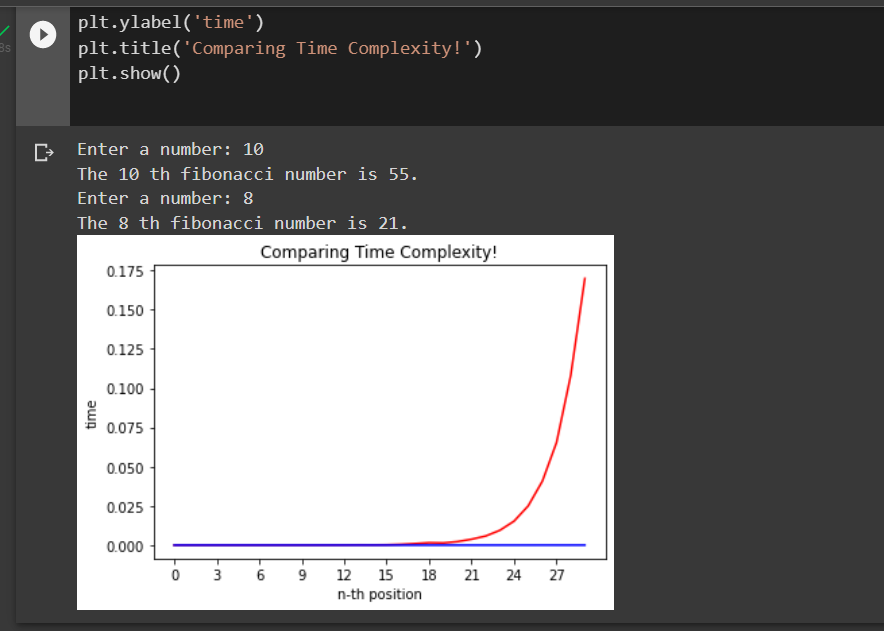 plt.ylabel('time')
plt.title('Comparing Time Complexity!')
plt.show()
8s
Enter a number: 10
The 10 th fibonacci number is 55.
Enter a number: 8
The 8 th fibonacci number is 21.
Comparing Time Complexity!
0.175
0.150
0.125
0.100
0.075
0.050
0.025
0.000
time
0 3 6 9 12 15 18 21 24 27
n-th position